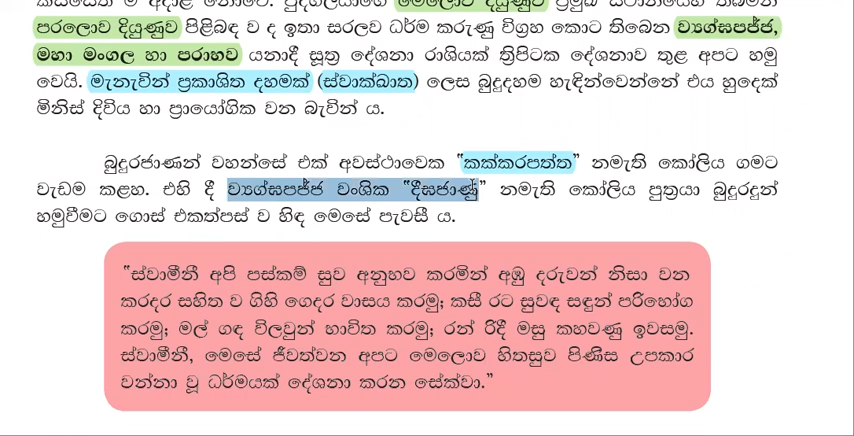 මෙලොව දියුණුව ප්‍රමුඛ
පරලොව දියුණුව පිළිබඳ ව ද ඉතා සරලව ධර්ම කරුණු විග්‍රහ කොට තිබෙන ව්‍යග්ඝපජ්ජ,
මහා මංගල හා පරාභව යනාදී සූත්‍ර දේශනා රාශියක් ත්‍රිපිටක දේශනාව තුළ අපට හමු
වෙයි. මැනැවින් ප්‍රකාශිත දහමක් (ස්වාක්ඛාත) ලෙස බුදුදහම හැඳින්වෙන්නේ එය හුදෙක්
මිනිස් දිවිය හා ප්‍රායෝගික වන බැවින් ය.
බුදුරජාණන් වහන්සේ එක් අවස්ථාවෙක “කක්කරපත්ත” නමැති කෝලිය ගමට
වැඩම කළහ. එහි දී ව්‍යග්ඝපජ්ජ වංශික “දීඝජාණු” නමැති කෝලිය පුත්‍රයා බුදුරදුන්
හමුවීමට ගොස් එකත්පස් ව හිඳ මෙසේ පැවසී ය.
“ස්වාමීනී අපි පස්කම් සුව අනුභව කරමින් අඹු දරුවන් නිසා වන
කරදර සහිත ව ගිහි ගෙදර වාසය කරමු; කසී රට සුවඳ සඳුන් පරිභෝග
කරමු; මල් ගඳ විලවුන් භාවිත කරමු; රන් රිදී මසු කහවණු ඉවසමු.
ස්වාමීනී, මෙසේ ජීවත්වන අපට මෙලොව හිතසුව පිණිස උපකාර
වන්නා වූ ධර්මයක් දේශනා කරන සේක්වා.”